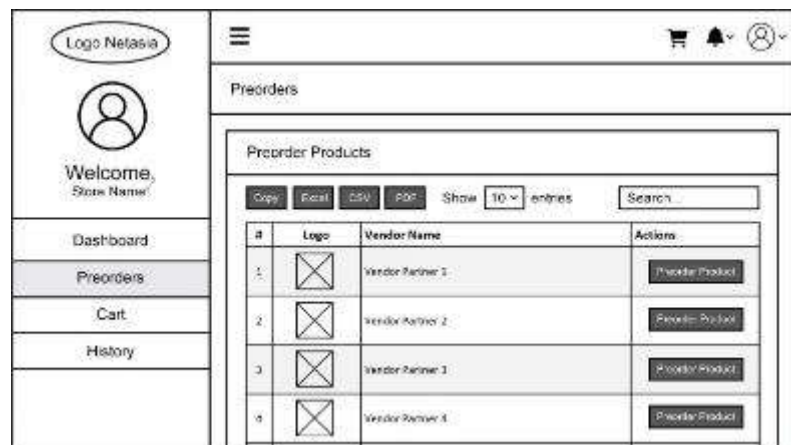 Logo Netasia
Welcome,
Store Name!
Dashboard
Preorders
Cart
History
Preorders
Preorder Products
Copy Excel CSV PDF Show 10 entries Search...
# Logo Vendor Name Actions
1 Vendor Partner 1 Preorder Product
2 Vendor Partner 2 Preorder Product
3 Vendor Partner 3 Preorder Product
4 Vendor Partner 4 Preorder Product